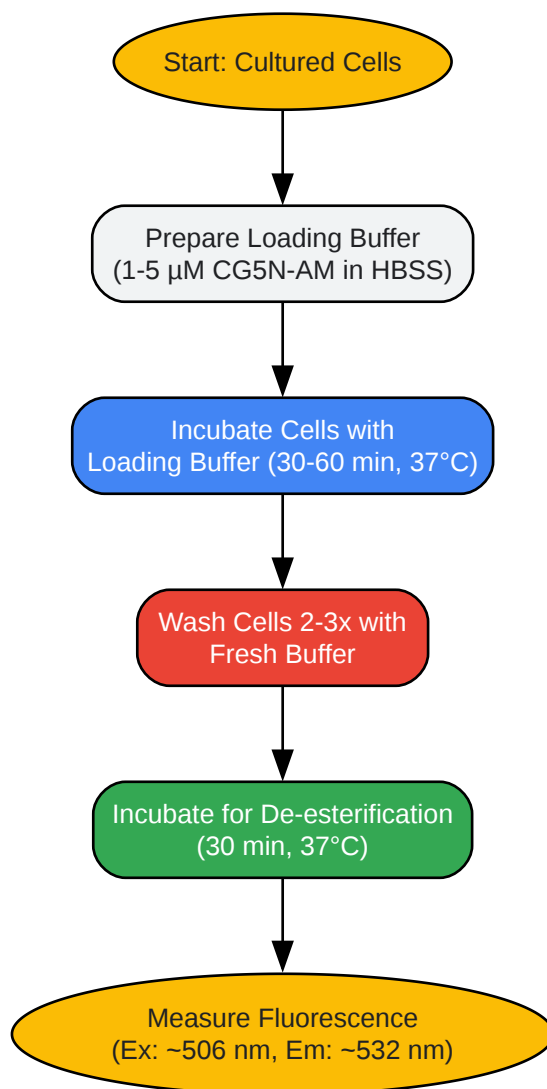 Start: Cultured Cells
Prepare Loading Buffer
(1-5 µM CG5N-AM in HBSS)
Incubate Cells with
Loading Buffer (30-60 min, 37°C)
Wash Cells 2-3x with
Fresh Buffer
Incubate for De-esterification
(30 min, 37°C)
Measure Fluorescence
(Ex: ~506 nm, Em: ~532 nm)